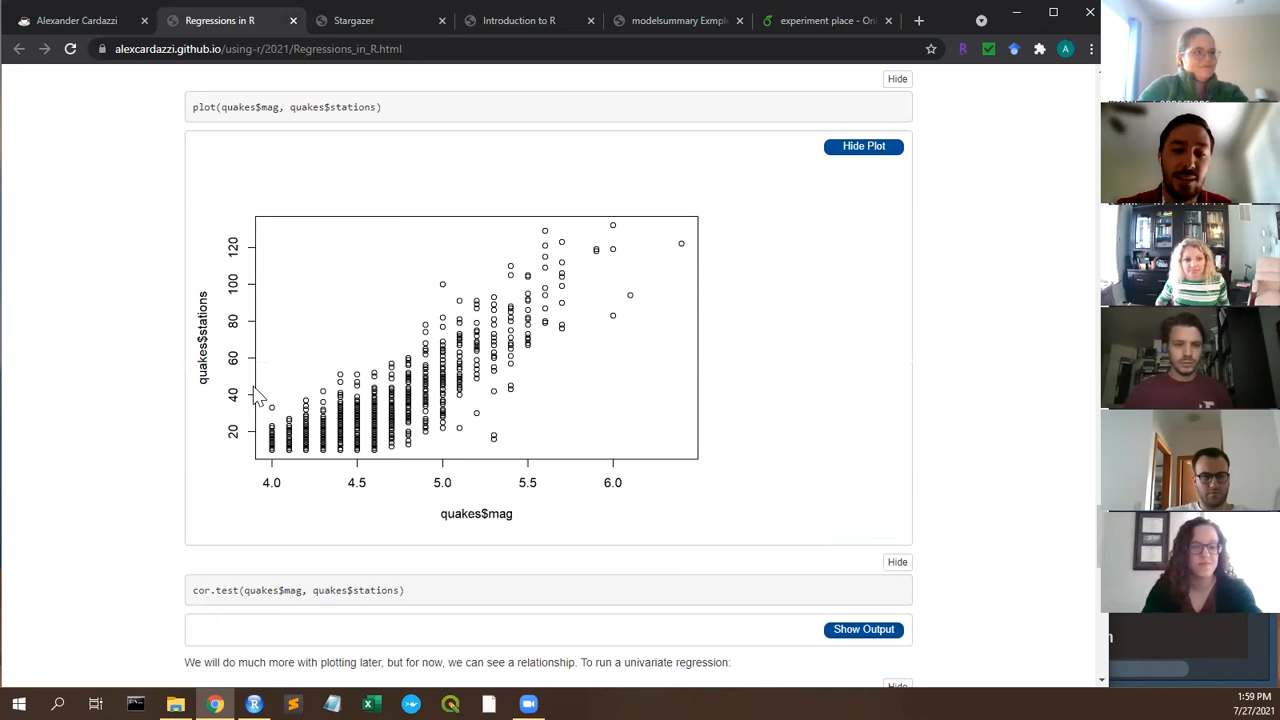 Alexander Cardazzi
Regressions in R
Stargazer
Introduction to R
modelsummary Exmple
experiment place - Onl
alexcardazzi.github.io/using-r/2021/Regressions_in_R.html
R
A
Hide
plot(quakes$mag, quakes$stations)
Hide Plot
120
100
80
60
40
20
quakes$stations
4.0 4.5 5.0 5.5 6.0
quakes$mag
Hide
cor.test(quakes$mag, quakes$stations)
Show Output
We will do much more with plotting later, but for now, we can see a relationship. To run a univariate regression:
Hide
n
1:59 PM
7/27/2021